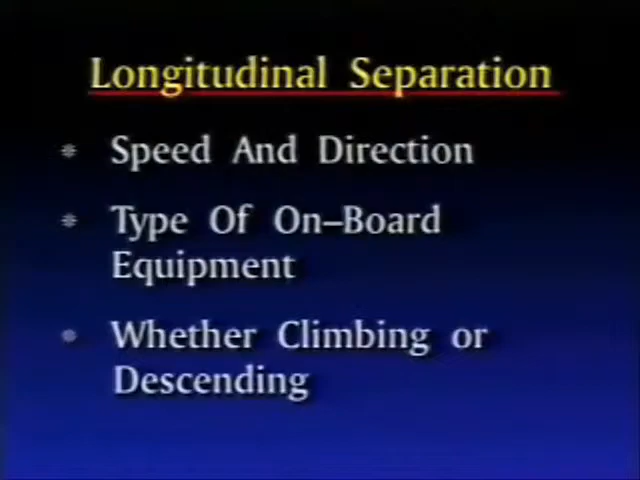 Longitudinal Separation
Speed And Direction
Type Of On-Board
Equipment
Whether Climbing or
Descending